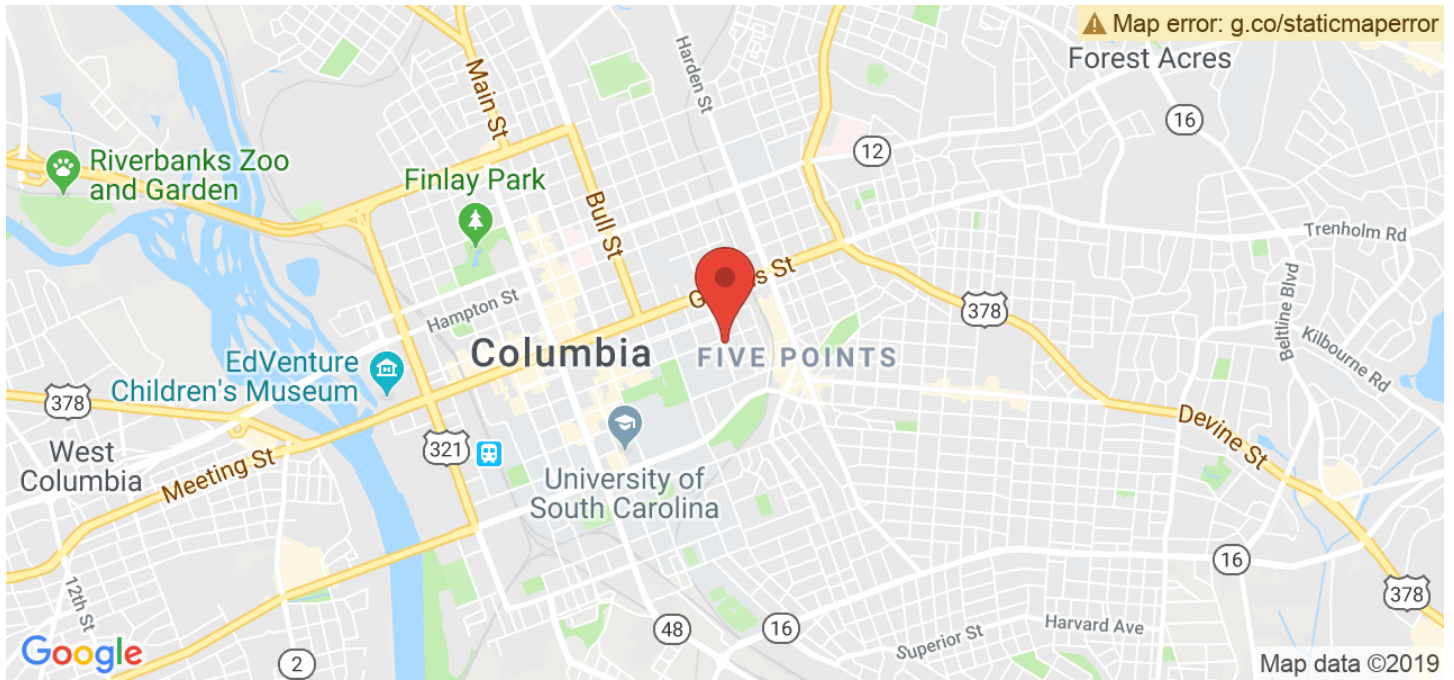 Map error: g.co/staticmaperror
Forest Acres
Harden St
Main St
16
12
Riverbanks Zoo
and Garden
Finlay Park
Bull St
Trenholm Rd
Hampton St
378
Beltline Blvd
Kilbourne Rd
Columbia
FIVE POINTS
EdVenture
Children's Museum
378
West
Columbia
Meeting St
321
University of
South Carolina
Devine St
16
378
12th St
48
16
Superior St
Harvard Ave
2
Google
Map data ©2019